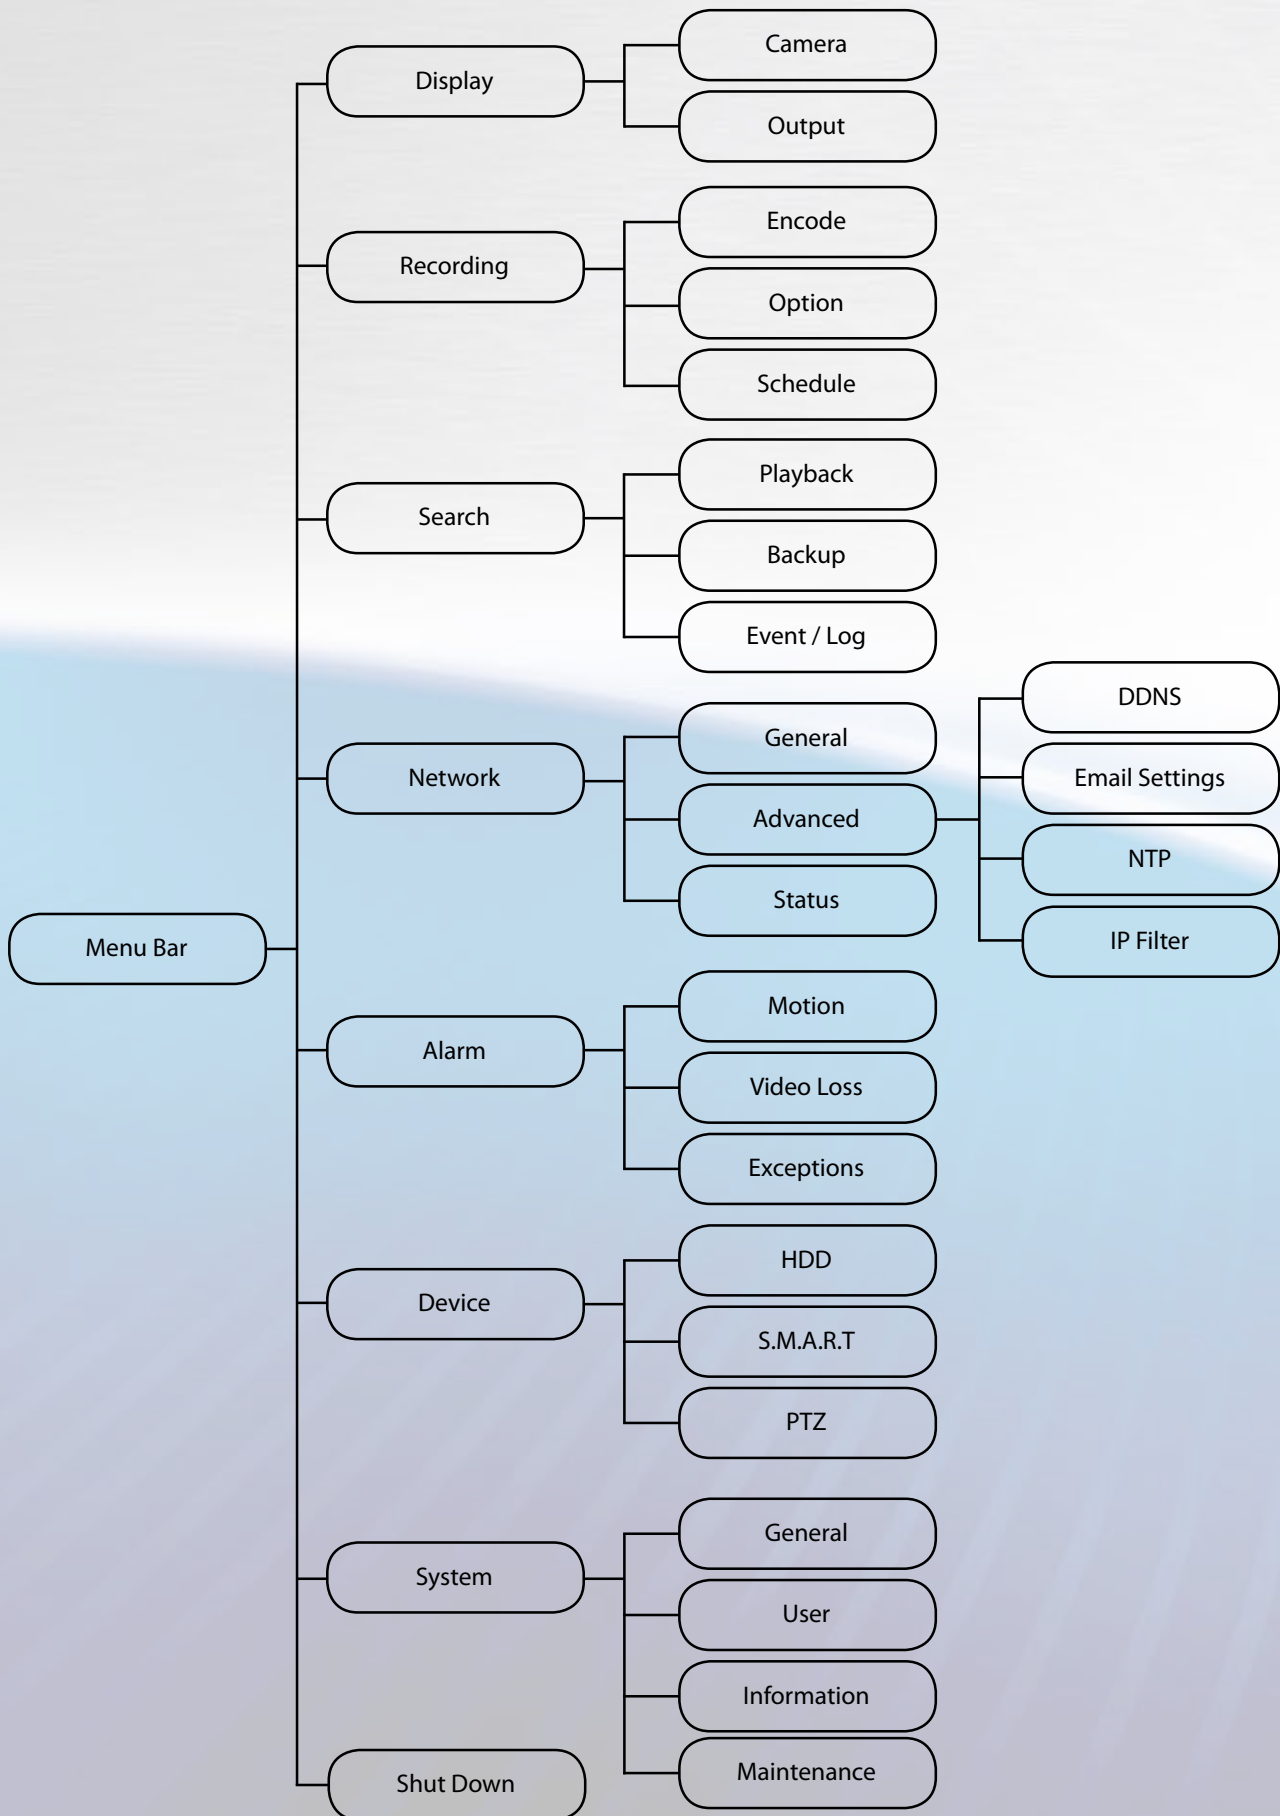 Menu Bar
Display
Camera
Output
Recording
Encode
Option
Schedule
Search
Playback
Backup
Event / Log
Network
General
Advanced
DDNS
Email Settings
NTP
IP Filter
Status
Alarm
Motion
Video Loss
Exceptions
Device
HDD
S.M.A.R.T
PTZ
System
General
User
Information
Maintenance
Shut Down